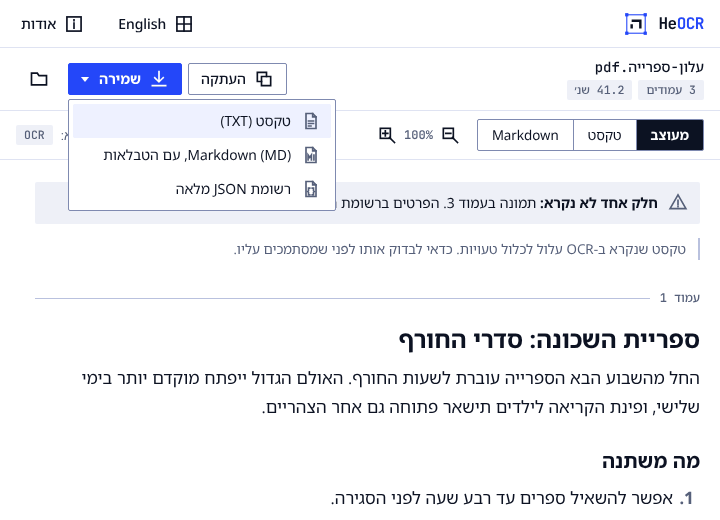 HeOCR
English
אודות
עלון-ספרייה.pdf
3 עמודים
41.2 שני
העתקה
שמירה
טקסט (TXT)
Markdown (MD), עם הטבלאות
רשומת JSON מלאה
מעוצב
טקסט
Markdown
100%
OCR
חלק אחד לא נקרא: תמונה בעמוד 3. הפרטים ברשומת
טקסט שנקרא ב-OCR עלול לכלול טעויות. כדאי לבדוק אותו לפני שמסתמכים עליו.
עמוד 1
ספריית השכונה: סדרי החורף
החל מהשבוע הבא הספרייה עוברת לשעות החורף. האולם הגדול ייפתח מוקדם יותר בימי
שלישי, ופינת הקריאה לילדים תישאר פתוחה גם אחר הצהריים.
מה משתנה
1. אפשר להשאיל ספרים עד רבע שעה לפני הסגירה.